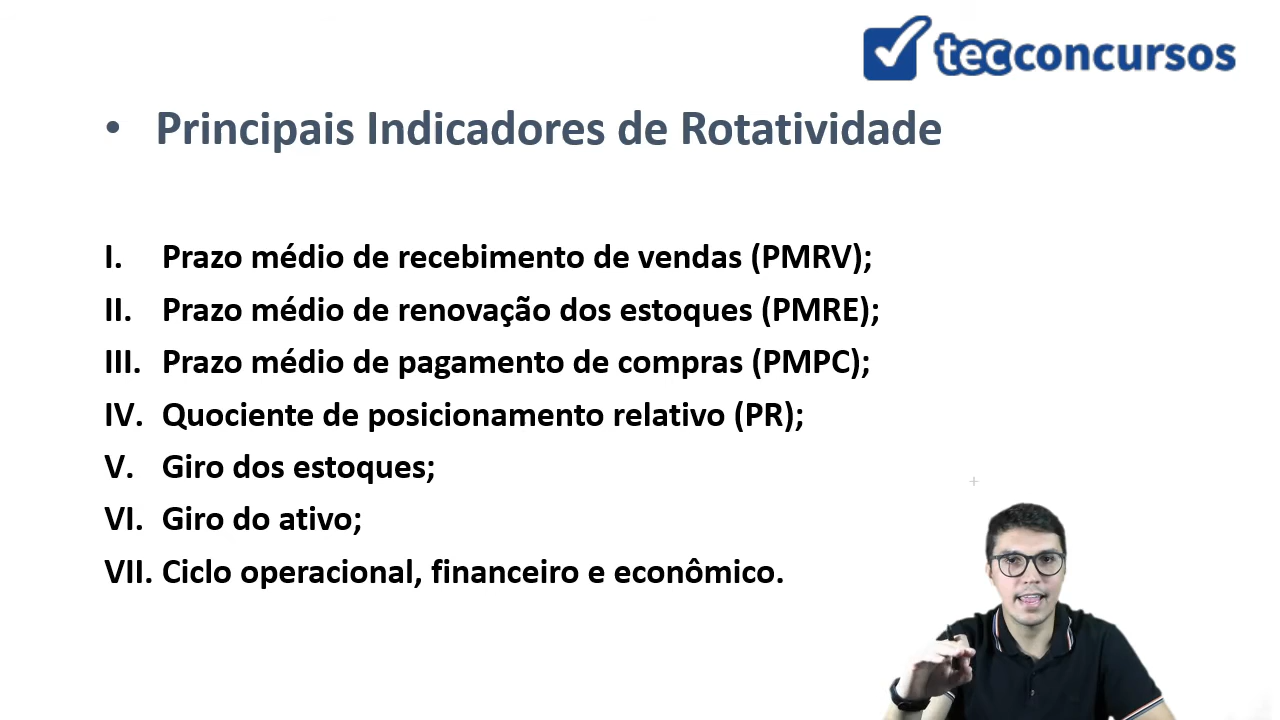 tecconcursos
• Principais Indicadores de Rotatividade
I. Prazo médio de recebimento de vendas (PMRV);
II. Prazo médio de renovação dos estoques (PMRE);
III. Prazo médio de pagamento de compras (PMPC);
IV. Quociente de posicionamento relativo (PR);
V. Giro dos estoques;
VI. Giro do ativo;
VII. Ciclo operacional, financeiro e econômico.